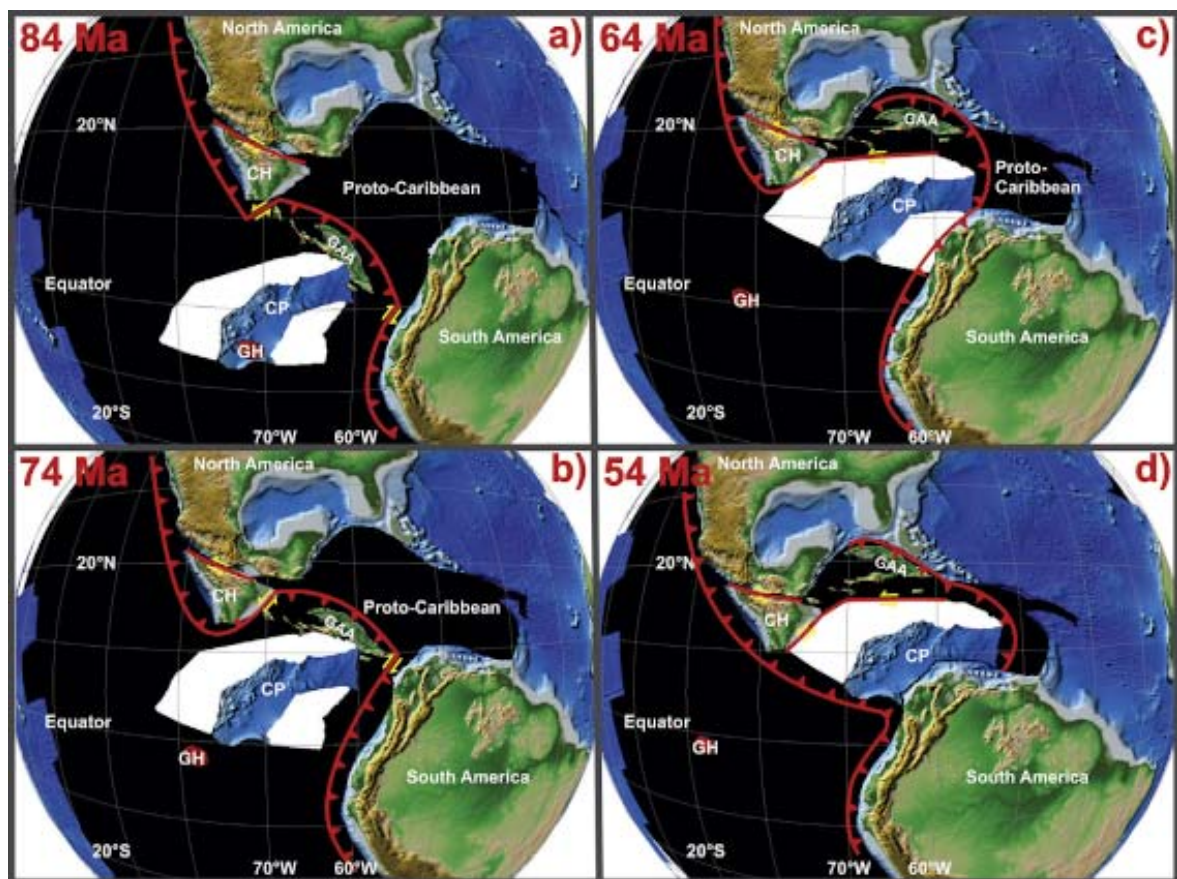 84 Ma
North America
a)
20°N
CH
Proto-Caribbean
GAA
Equator
CP
GH
South America
20°S
70°W 60°W
64 Ma
North America
c)
20°N
GAA
CH
Proto-
Caribbean
CP
Equator
GH
South America
20°S
70°W 60°W
74 Ma
North America
b)
20°N
CH
Proto-Caribbean
GAA
CP
Equator
GH
South America
20°S
70°W 60°W
54 Ma
North America
d)
20°N
GAA
CH
CP
Equator
GH
South America
20°S
70°W 60°W